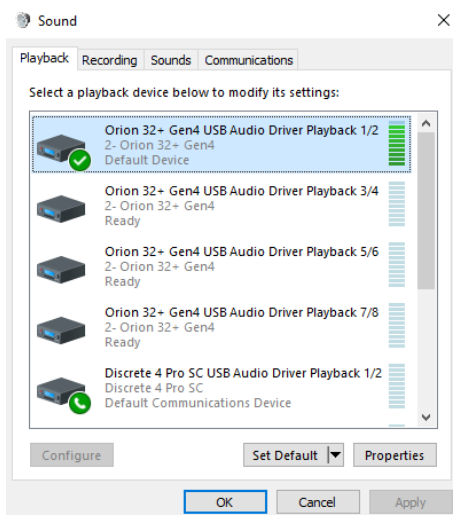 Sound
Playback Recording Sounds Communications
Select a playback device below to modify its settings:
Orion 32+ Gen4 USB Audio Driver Playback 1/2
2- Orion 32+ Gen4
Default Device
Orion 32+ Gen4 USB Audio Driver Playback 3/4
2- Orion 32+ Gen4
Ready
Orion 32+ Gen4 USB Audio Driver Playback 5/6
2- Orion 32+ Gen4
Ready
Orion 32+ Gen4 USB Audio Driver Playback 7/8
2- Orion 32+ Gen4
Ready
Discrete 4 Pro SC USB Audio Driver Playback 1/2
Discrete 4 Pro SC
Default Communications Device
Configure Set Default Properties
OK Cancel Apply